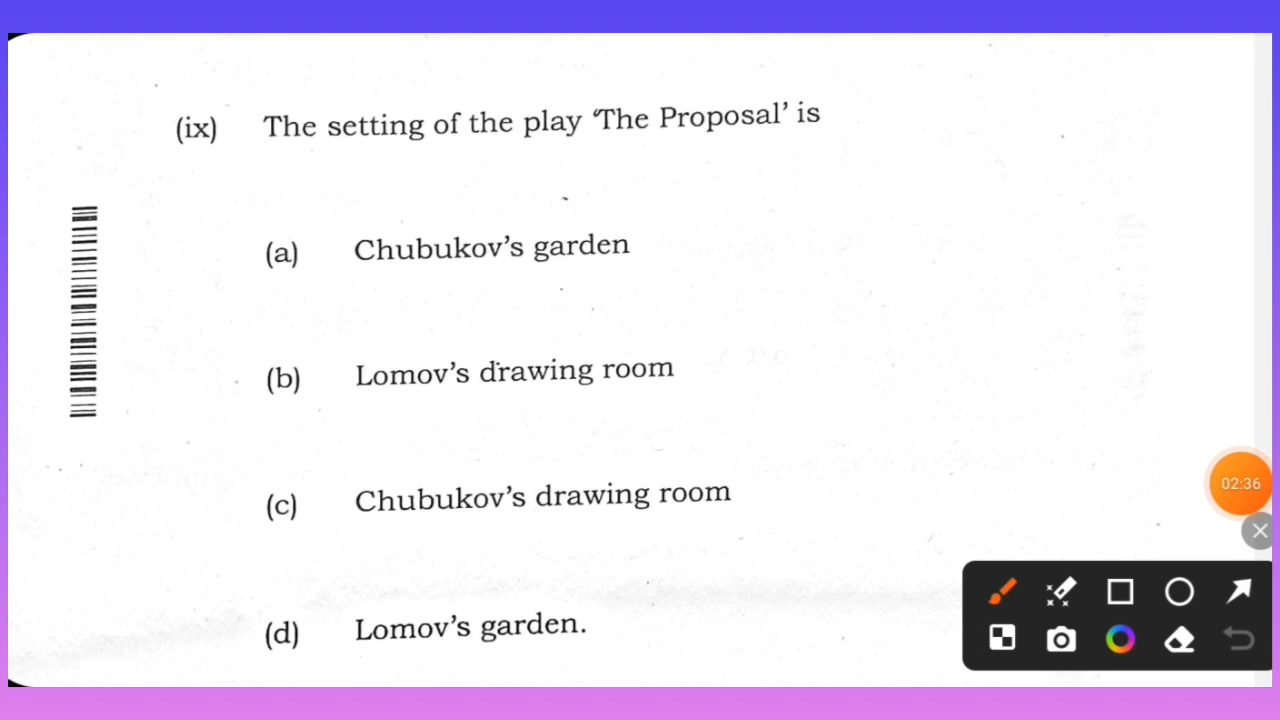 (ix) The setting of the play ‘The Proposal’ is
(a) Chubukov’s garden
(b) Lomov’s drawing room
(c) Chubukov’s drawing room
(d) Lomov’s garden.
02:36